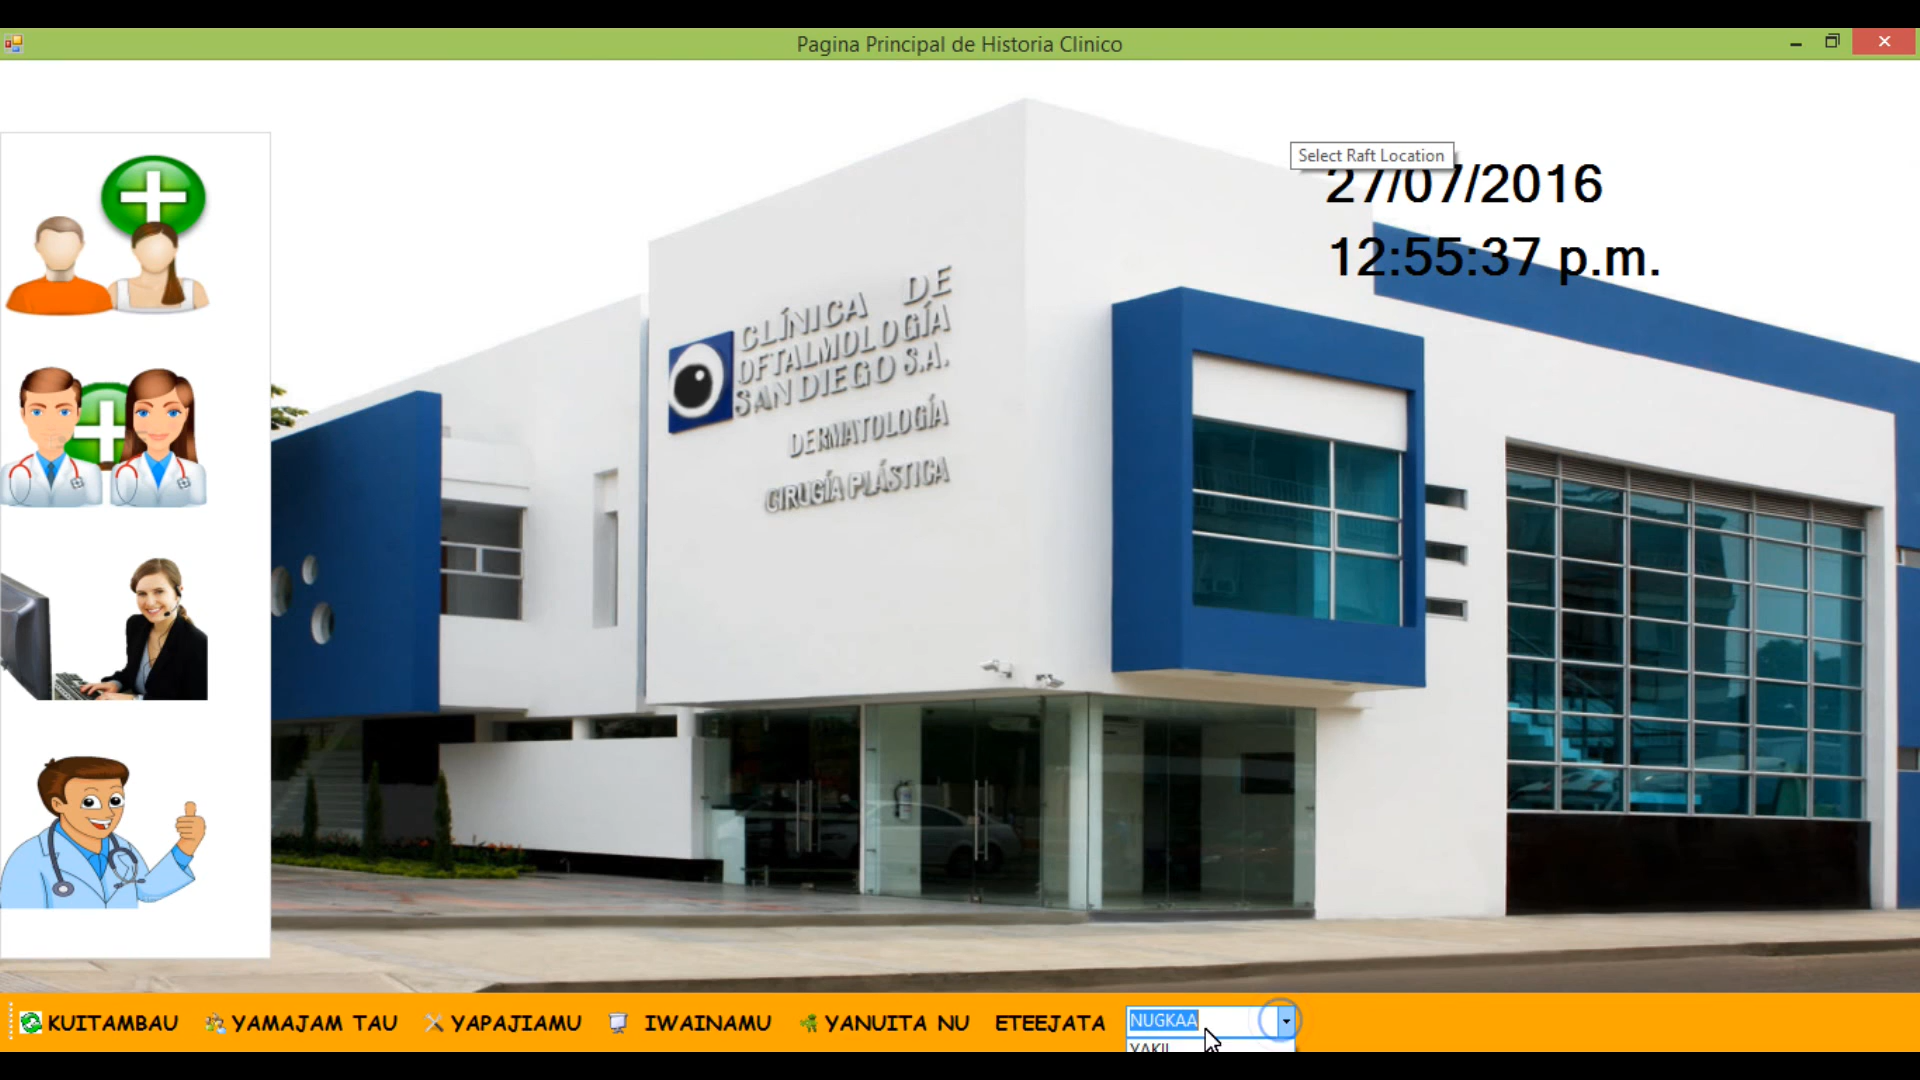 Pagina Principal de Historia Clinico
Select Raft Location
27/07/2016
12:55:37 p.m.
CLÍNICA DE
OFTALMOLOGÍA
SAN DIEGO S.A.
DERMATOLOGÍA
CIRUGÍA PLÁSTICA
KUITAMBAU YAMAJAM TAU YAPAJIAMU IWAINAMU YANUITA NU ETEEJATA NUGKAA